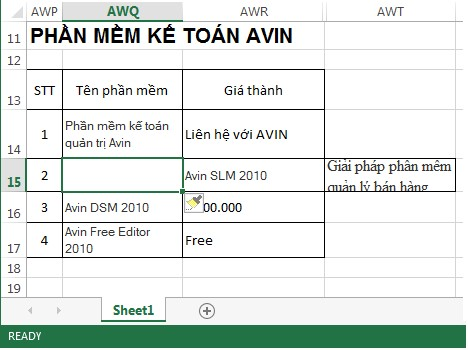 AWP AWQ AWR AWT
11 PHẦN MỀM KẾ TOÁN AVIN
12
13 STT Tên phần mềm Giá thành
14 1 Phần mềm kế toán
quản trị Avin Liên hệ với AVIN
15 2 Avin SLM 2010 Giải pháp phần mềm
quản lý bán hàng
16 3 Avin DSM 2010 00.000
17 4 Avin Free Editor
2010 Free
18
19
Sheet1
READY